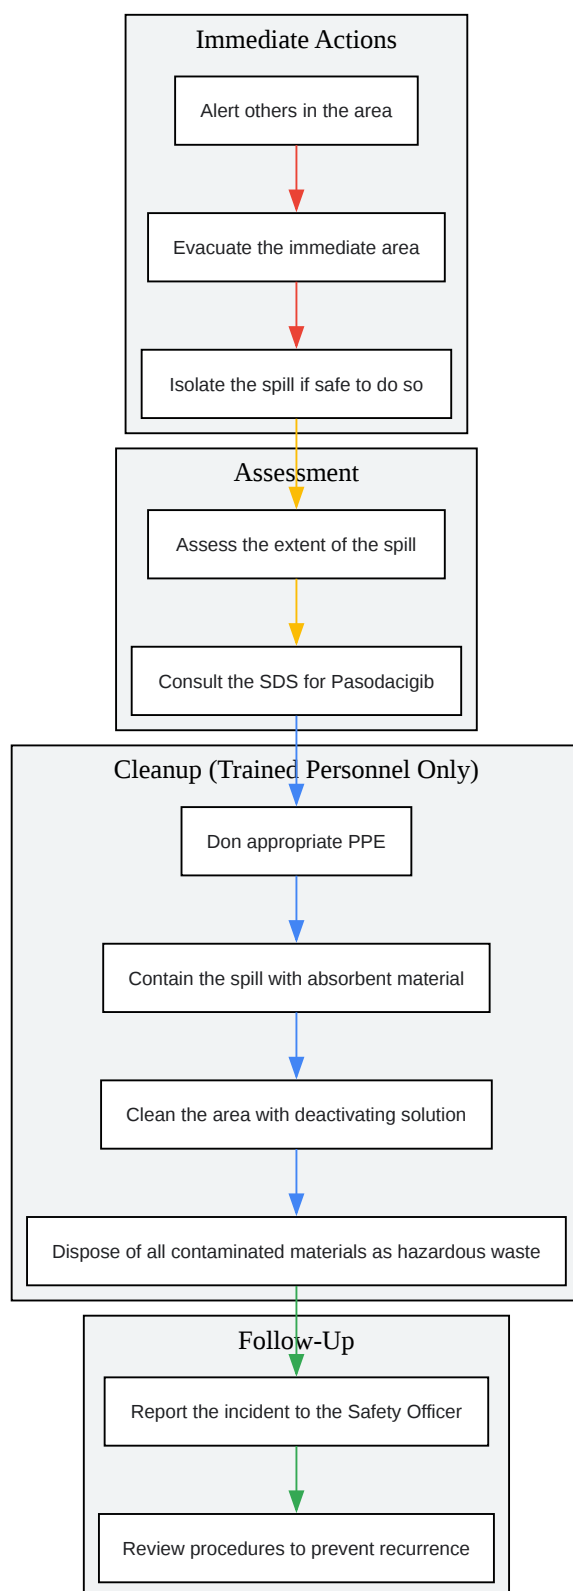 Immediate Actions
Alert others in the area
Evacuate the immediate area
Isolate the spill if safe to do so
Assessment
Assess the extent of the spill
Consult the SDS for Pasodacigib
Cleanup (Trained Personnel Only)
Don appropriate PPE
Contain the spill with absorbent material
Clean the area with deactivating solution
Dispose of all contaminated materials as hazardous waste
Follow-Up
Report the incident to the Safety Officer
Review procedures to prevent recurrence